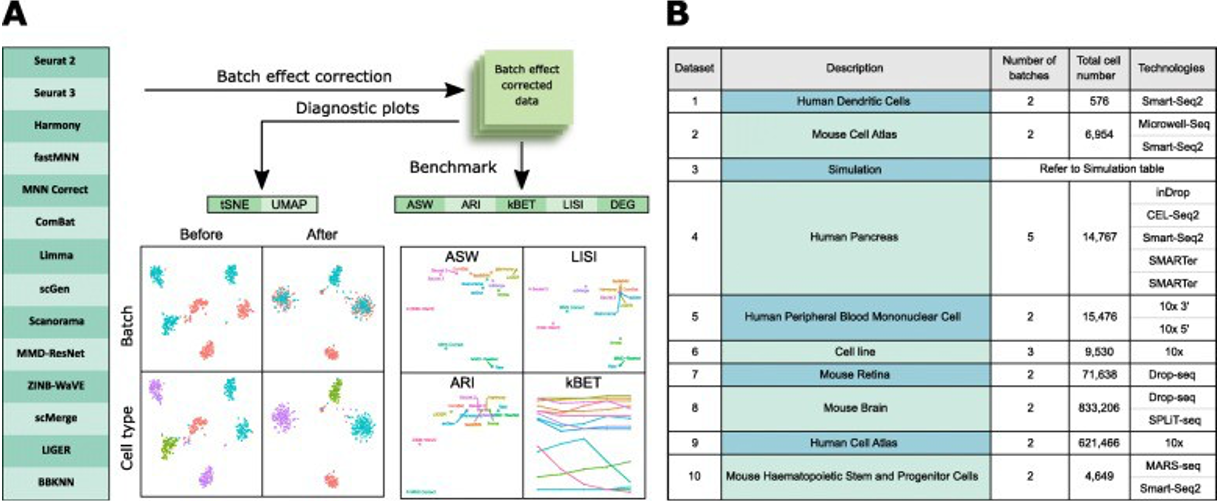 A
Seurat 2
Seurat 3
Harmony
fastMNN
MNN Correct
ComBat
Limma
scGen
Scanorama
MMD-ResNet
ZINB-WaVE
scMerge
LIGER
BBKNN
Batch effect correction
Diagnostic plots
Batch effect
corrected
data
Benchmark
tSNE UMAP
ASW ARI kBET LISI DEG
Before After
Batch
Cell type
ASW LISI
ARI kBET
B
Dataset Description Number of batches Total cell number Technologies
1 Human Dendritic Cells 2 576 Smart-Seq2
2 Mouse Cell Atlas 2 6,954 Microwell-Seq
Smart-Seq2
3 Simulation Refer to Simulation table
4 Human Pancreas 5 14,767 inDrop
CEL-Seq2
Smart-Seq2
SMARTer
SMARTer
5 Human Peripheral Blood Mononuclear Cell 2 15,476 10x 3'
10x 5'
6 Cell line 3 9,530 10x
7 Mouse Retina 2 71,638 Drop-seq
8 Mouse Brain 2 833,206 Drop-seq
SPLiT-seq
9 Human Cell Atlas 2 621,466 10x
10 Mouse Haematopoietic Stem and Progenitor Cells 2 4,649 MARS-seq
Smart-Seq2